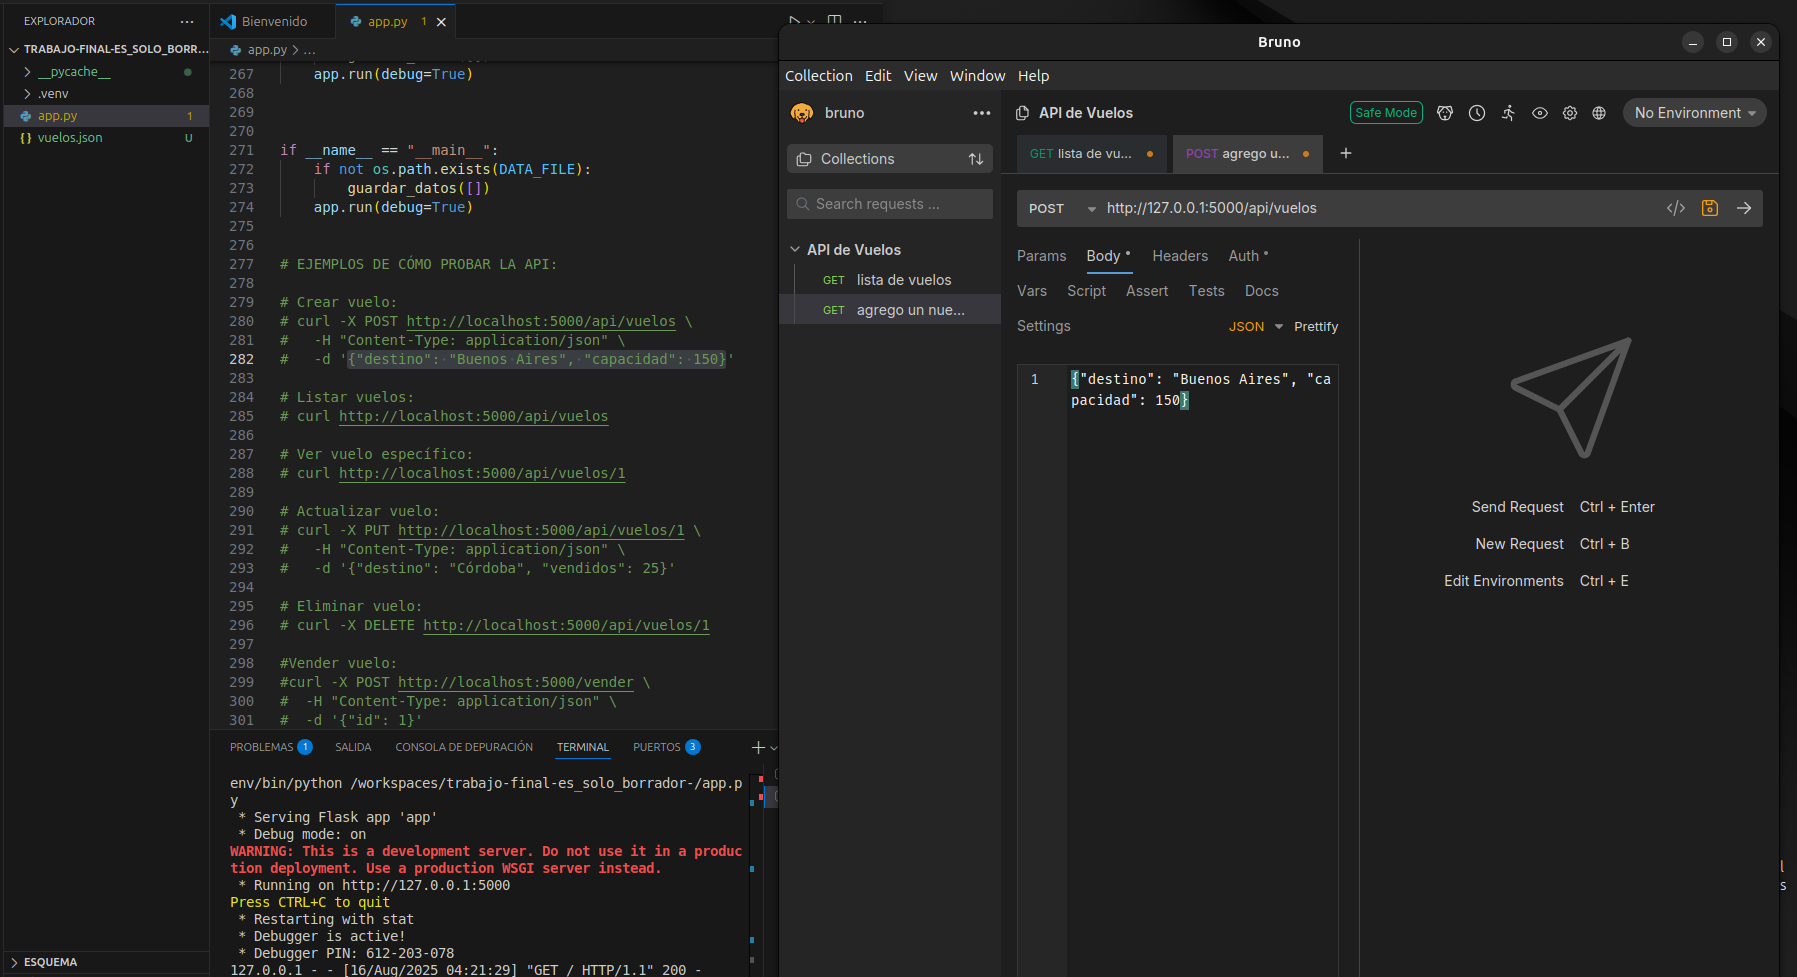 EXPLORADOR
TRABAJO-FINAL-ES_SOLO_BORR...
__pycache__
.venv
app.py 1
vuelos.json U
ESQUEMA
Bienvenido
app.py 1
app.py > ...
267 app.run(debug=True)
268
269
270
271 if __name__ == "__main__":
272 if not os.path.exists(DATA_FILE):
273 guardar_datos([])
274 app.run(debug=True)
275
276
277 # EJEMPLOS DE CÓMO PROBAR LA API:
278
279 # Crear vuelo:
280 # curl -X POST http://localhost:5000/api/vuelos \
281 #   -H "Content-Type: application/json" \
282 #   -d '{"destino": "Buenos Aires", "capacidad": 150}'
283
284 # Listar vuelos:
285 # curl http://localhost:5000/api/vuelos
286
287 # Ver vuelo específico:
288 # curl http://localhost:5000/api/vuelos/1
289
290 # Actualizar vuelo:
291 # curl -X PUT http://localhost:5000/api/vuelos/1 \
292 #   -H "Content-Type: application/json" \
293 #   -d '{"destino": "Córdoba", "vendidos": 25}'
294
295 # Eliminar vuelo:
296 # curl -X DELETE http://localhost:5000/api/vuelos/1
297
298 #Vender vuelo:
299 #curl -X POST http://localhost:5000/vender \
300 #  -H "Content-Type: application/json" \
301 #  -d '{"id": 1}'
PROBLEMAS 1 SALIDA CONSOLA DE DEPURACIÓN TERMINAL PUERTOS 3
env/bin/python /workspaces/trabajo-final-es_solo_borrador-/app.p
y
* Serving Flask app 'app'
* Debug mode: on
WARNING: This is a development server. Do not use it in a produc
tion deployment. Use a production WSGI server instead.
* Running on http://127.0.0.1:5000
Press CTRL+C to quit
* Restarting with stat
* Debugger is active!
* Debugger PIN: 612-203-078
127.0.0.1 - - [16/Aug/2025 04:21:29] "GET / HTTP/1.1" 200 -
Bruno
Collection Edit View Window Help
bruno
Collections
Search requests ...
API de Vuelos
GET lista de vuelos
GET agrego un nue...
API de Vuelos
Safe Mode
No Environment
GET lista de vu...
POST agrego u...
POST http://127.0.0.1:5000/api/vuelos
Params Body Headers Auth
Vars Script Assert Tests Docs
Settings JSON Prettify
1 {"destino": "Buenos Aires", "ca
pacidad": 150}
Send Request Ctrl + Enter
New Request Ctrl + B
Edit Environments Ctrl + E